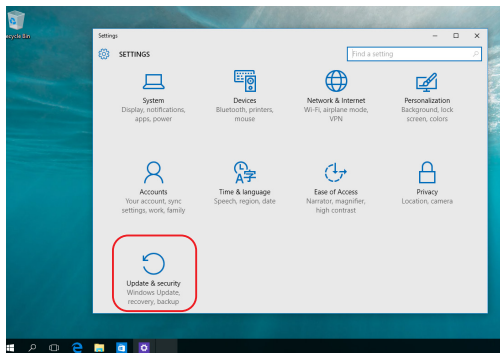 Recycle Bin
Settings
SETTINGS
Find a setting
System
Display, notifications,
apps, power
Devices
Bluetooth, printers,
mouse
Network & Internet
Wi-Fi, airplane mode,
VPN
Personalization
Background, lock
screen, colors
Accounts
Your account, sync
settings, work, family
Time & language
Speech, region, date
Ease of Access
Narrator, magnifier,
high contrast
Privacy
Location, camera
Update & security
Windows Update,
recovery, backup